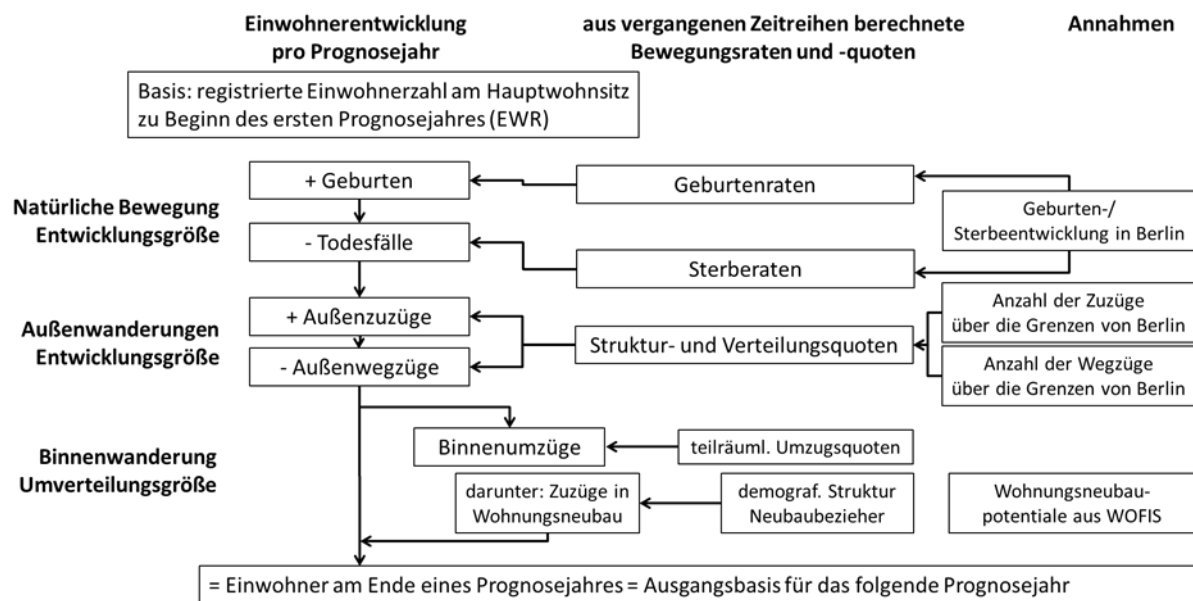 Einwohnerentwicklung
pro Prognosejahr
aus vergangenen Zeitreihen berechnete
Bewegungsraten und -quoten
Annahmen
Basis: registrierte Einwohnerzahl am Hauptwohnsitz
zu Beginn des ersten Prognosejahres (EWR)
Natürliche Bewegung
Entwicklungsgröße
+ Geburten
Geburtenraten
Geburten-/
Sterbeentwicklung in Berlin
- Todesfälle
Sterberaten
Außenwanderungen
Entwicklungsgröße
+ Außenzuzüge
- Außenwegzüge
Struktur- und Verteilungsquoten
Anzahl der Zuzüge
über die Grenzen von Berlin
Anzahl der Wegzüge
über die Grenzen von Berlin
Binnenwanderung
Umverteilungsgröße
Binnenumzüge
teilräuml. Umzugsquoten
darunter: Zuzüge in
Wohnungsneubau
demograf. Struktur
Neubaubezieher
Wohnungsneubau-
potentiale aus WOFIS
= Einwohner am Ende eines Prognosejahres = Ausgangsbasis für das folgende Prognosejahr